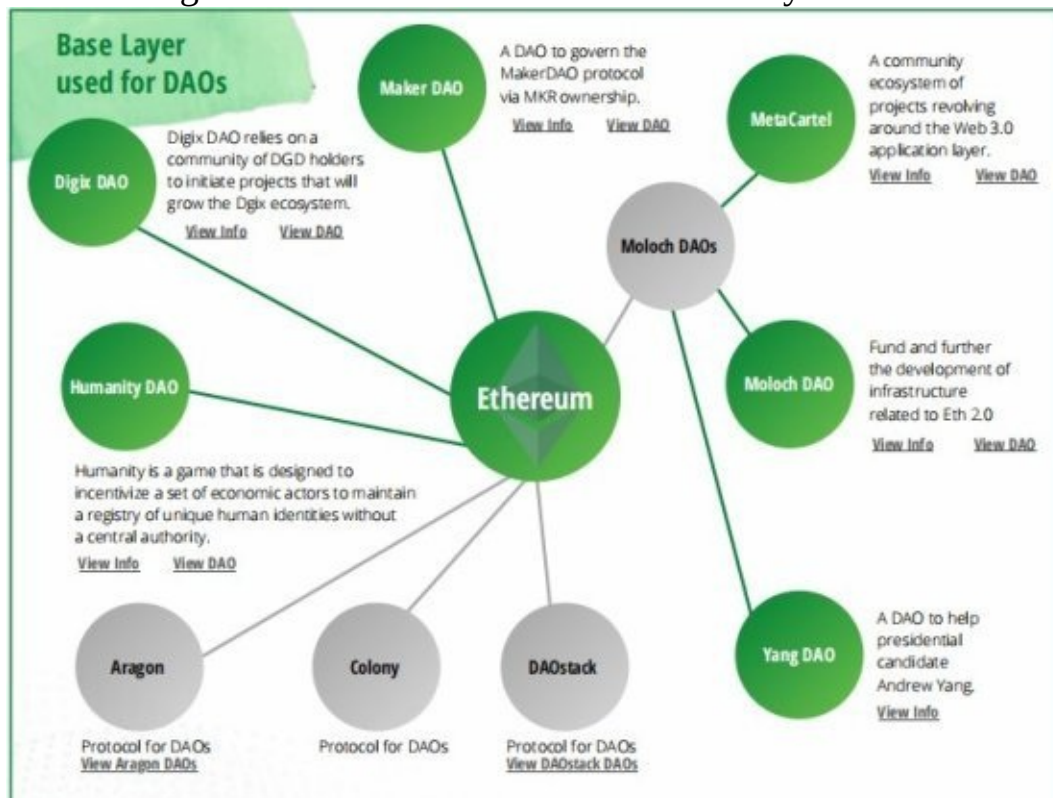 Base Layer
used for DAOs
Maker DAO
A DAO to govern the
MakerDAO protocol
via MKR ownership.
View Info View DAO
MetaCartel
A community
ecosystem of
projects revolving
around the Web 3.0
application layer.
View Info View DAO
Digix DAO
Digix DAO relies on a
community of DGD holders
to initiate projects that will
grow the Dgix ecosystem.
View Info View DAO
Moloch DAOs
Ethereum
Humanity DAO
Humanity is a game that is designed to
incentivize a set of economic actors to maintain
a registry of unique human identities without
a central authority.
View Info View DAO
Moloch DAO
Fund and further
the development of
infrastructure
related to Eth 2.0
View Info View DAO
Aragon
Protocol for DAOs
View Aragon DAOs
Colony
Protocol for DAOs
DAOstack
Protocol for DAOs
View DAOstack DAOs
Yang DAO
A DAO to help
presidential
candidate
Andrew Yang.
View Info